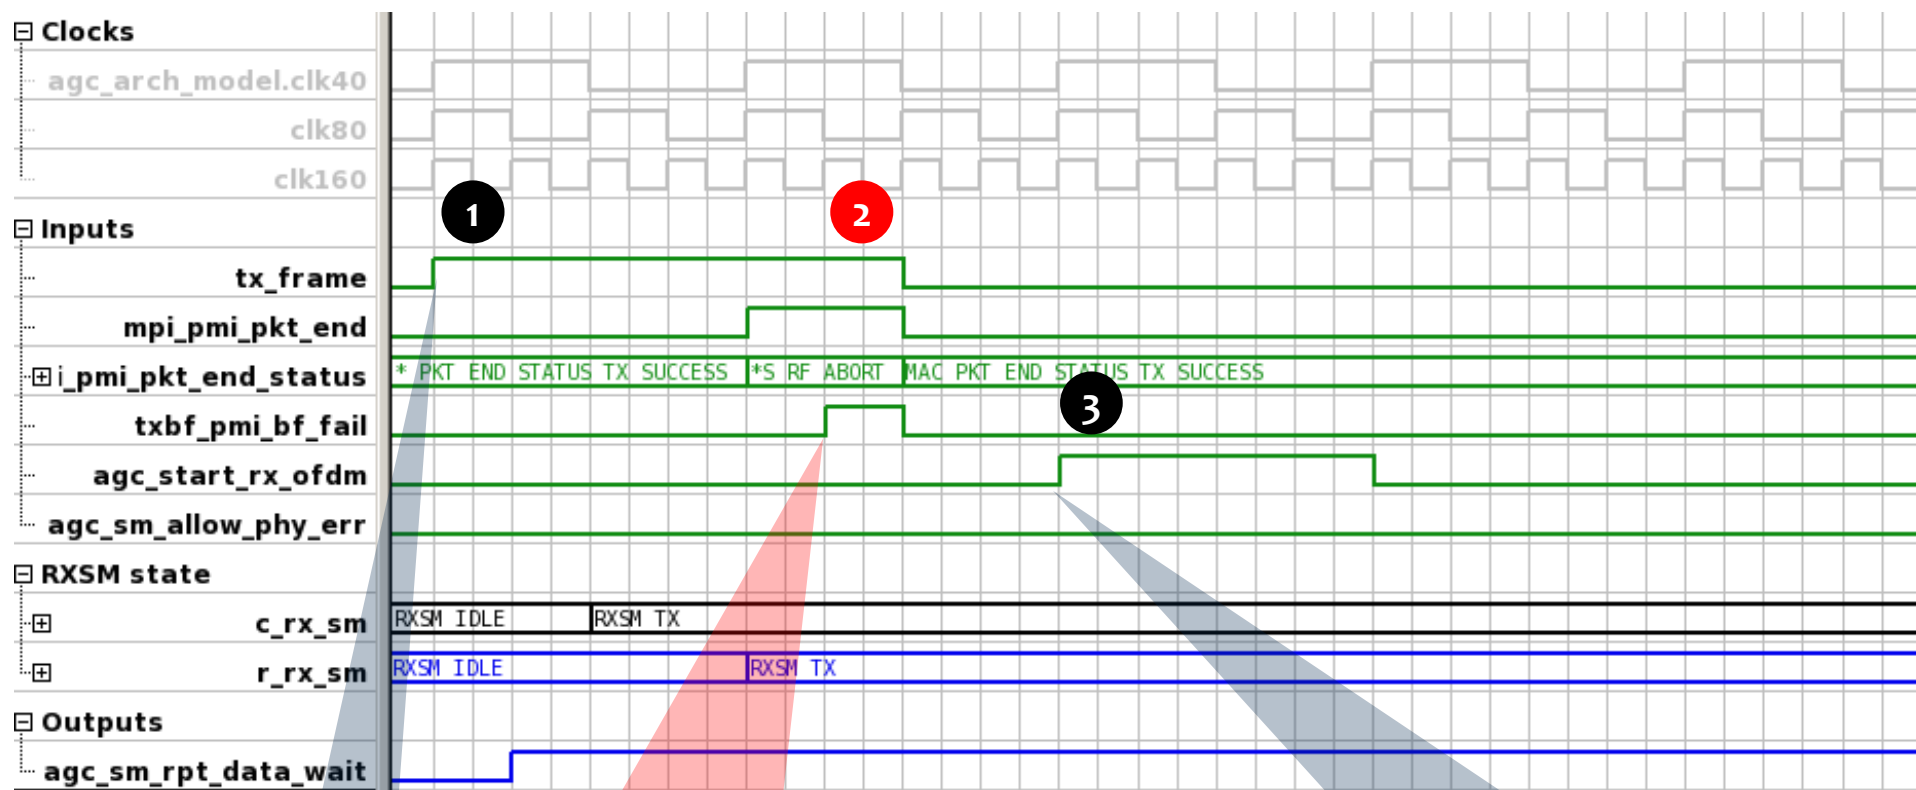 Clocks
agc_arch_model.clk40
clk80
clk160
1
2
Inputs
tx_frame
mpi_pmi_pkt_end
i_pmi_pkt_end_status * PKT END STATUS TX SUCCESS *S RF ABORT MAC PKT END STATUS TX SUCCESS
3
txbf_pmi_bf_fail
agc_start_rx_ofdm
agc_sm_allow_phy_err
RXSM state
c_rx_sm RXSM IDLE RXSM TX
r_rx_sm RXSM IDLE RXSM TX
Outputs
agc_sm_rpt_data_wait